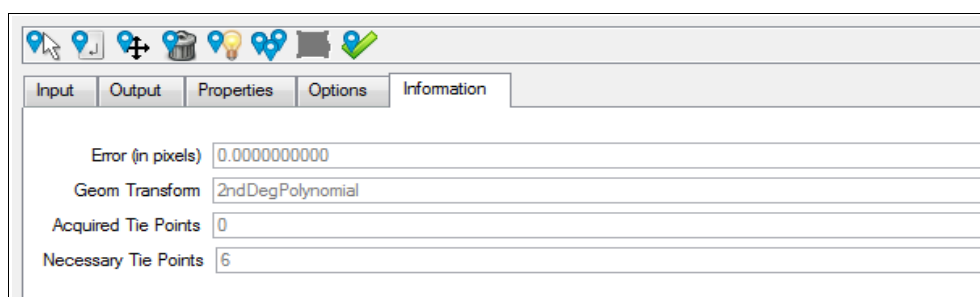 Input Output Properties Options Information
Error (in pixels) 0.0000000000
Geom Transform 2ndDegPolynomial
Acquired Tie Points 0
Necessary Tie Points 6